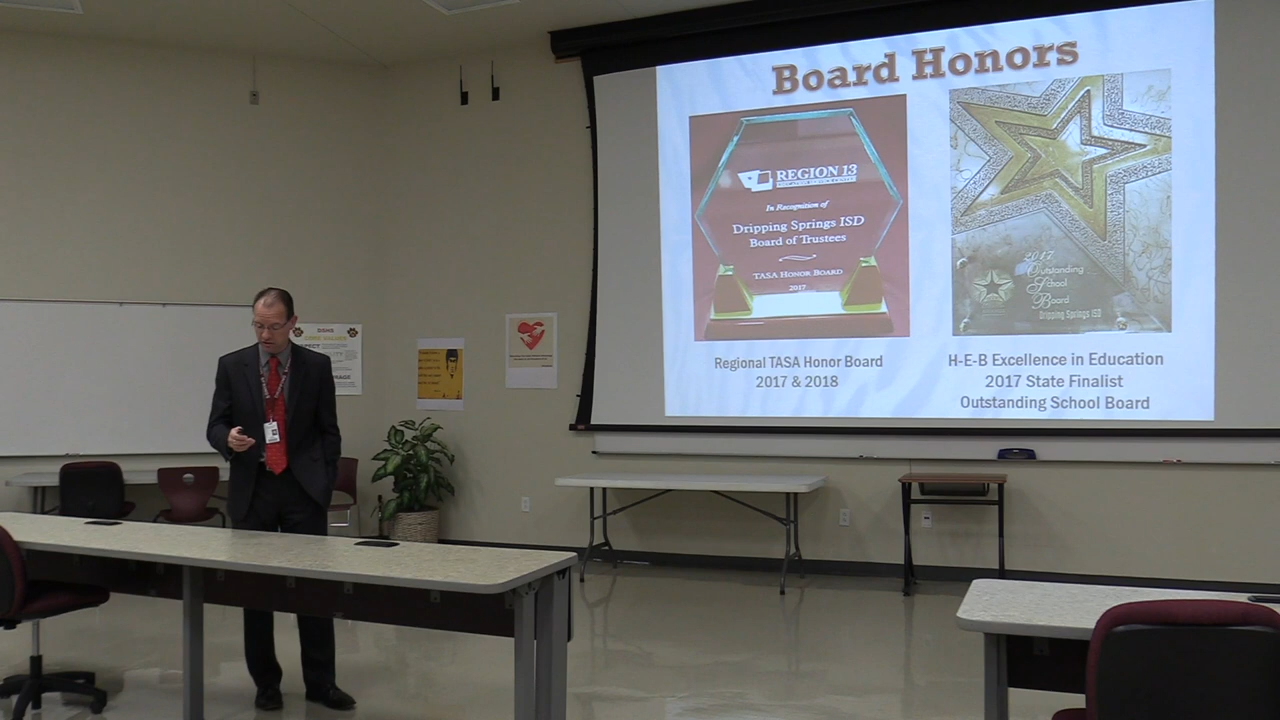 Board Honors
REGION 13
In Recognition of
Dripping Springs ISD
Board of Trustees
TASA HONOR BOARD
2017
2017
Outstanding
School
Board
Dripping Springs ISD
Regional TASA Honor Board
2017 & 2018
H-E-B Excellence in Education
2017 State Finalist
Outstanding School Board
DSHS